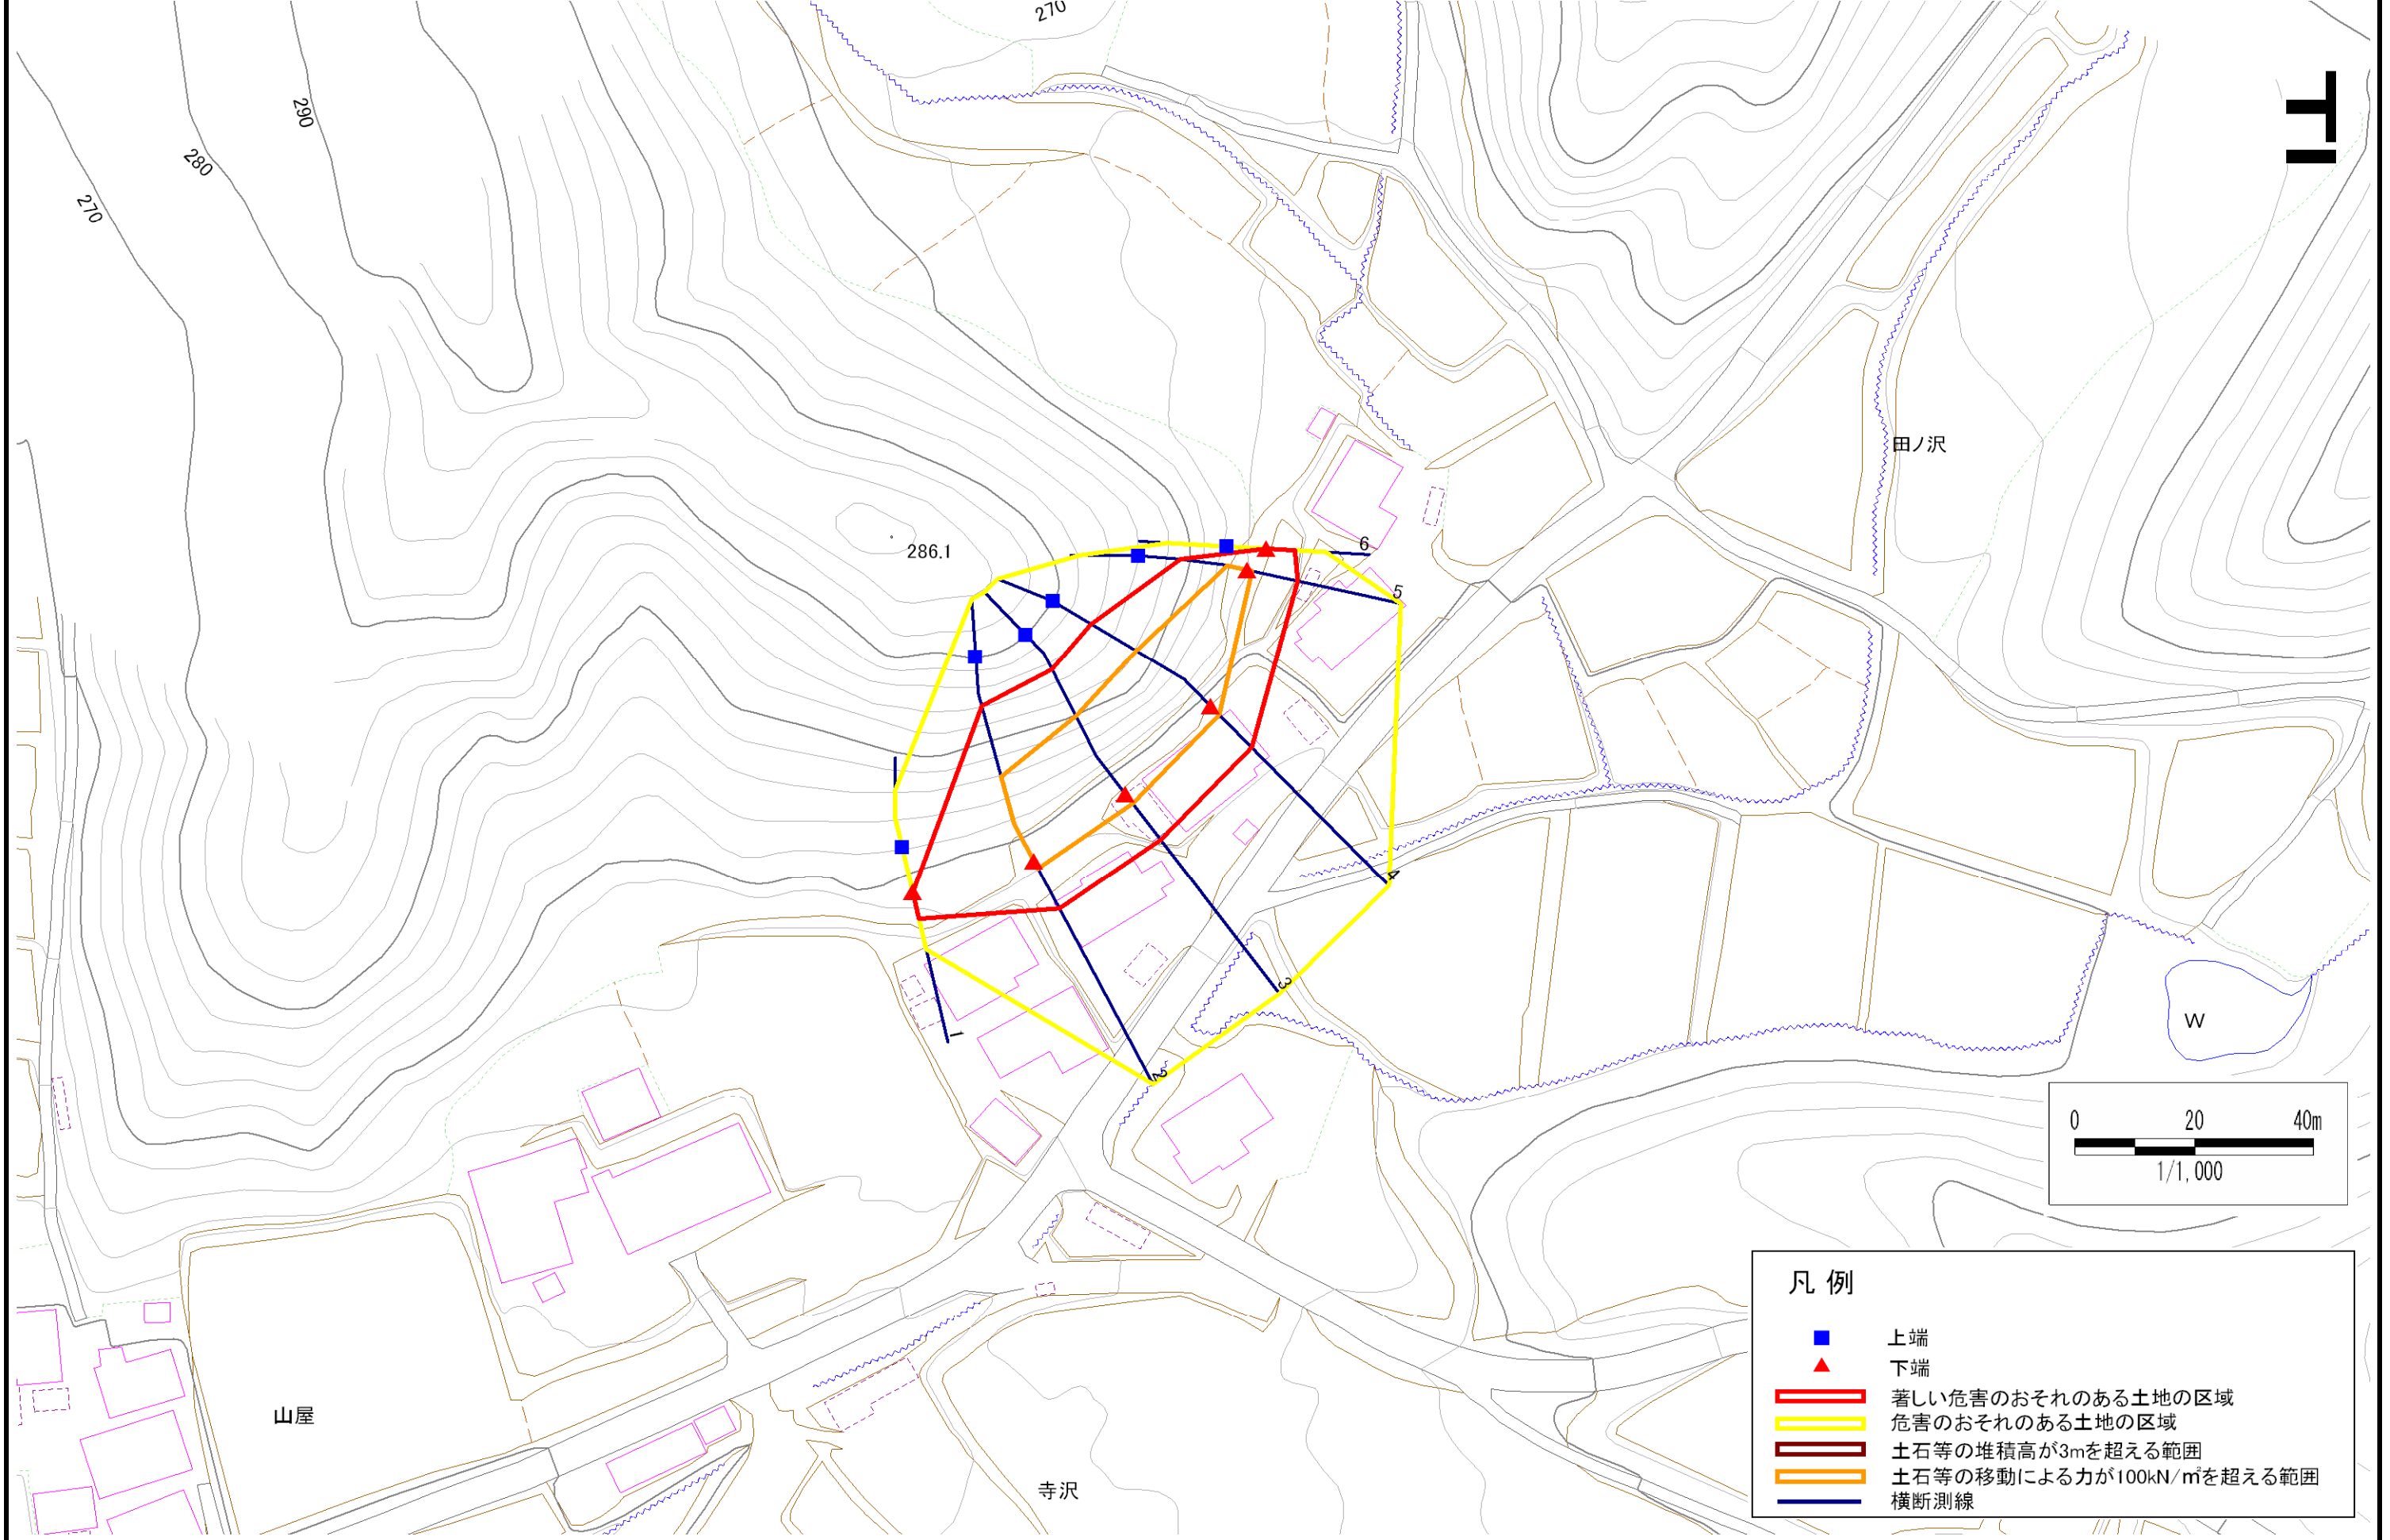 270
290
280
270
田ノ沢
286.1
6
5
4
3
W
1
2
0 20 40m
1/1,000
凡 例
上端
下端
著しい危害のおそれのある土地の区域
危害のおそれのある土地の区域
土石等の堆積高が3mを超える範囲
土石等の移動による力が100kN/㎡を超える範囲
横断測線
山屋
寺沢